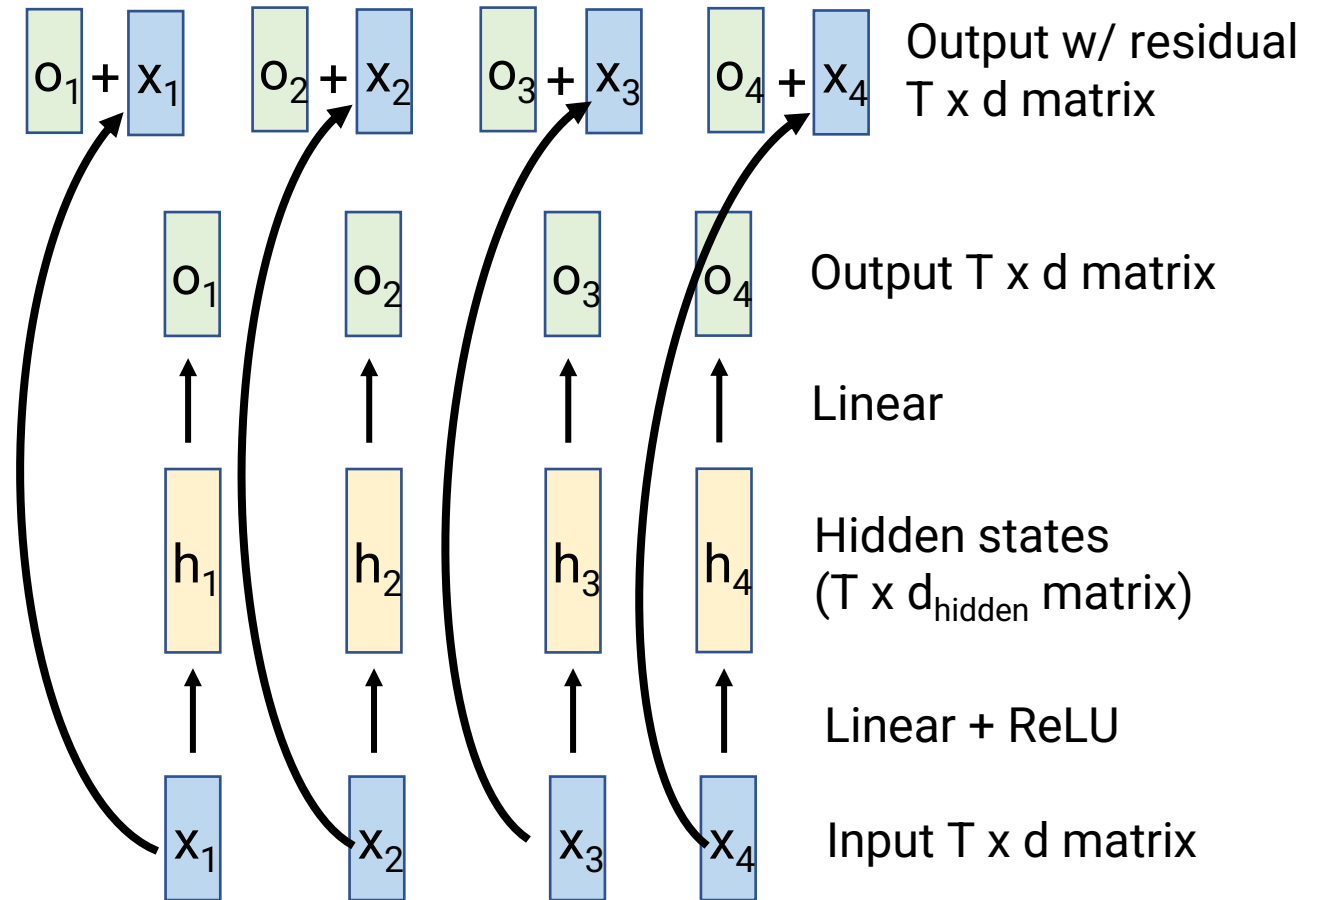 o₁ + x₁ o₂ + x₂ o₃ + x₃ o₄ + x₄ Output w/ residual
T x d matrix
o₁ o₂ o₃ o₄ Output T x d matrix
Linear
h₁ h₂ h₃ h₄ Hidden states
(T x d_hidden matrix)
Linear + ReLU
x₁ x₂ x₃ x₄ Input T x d matrix